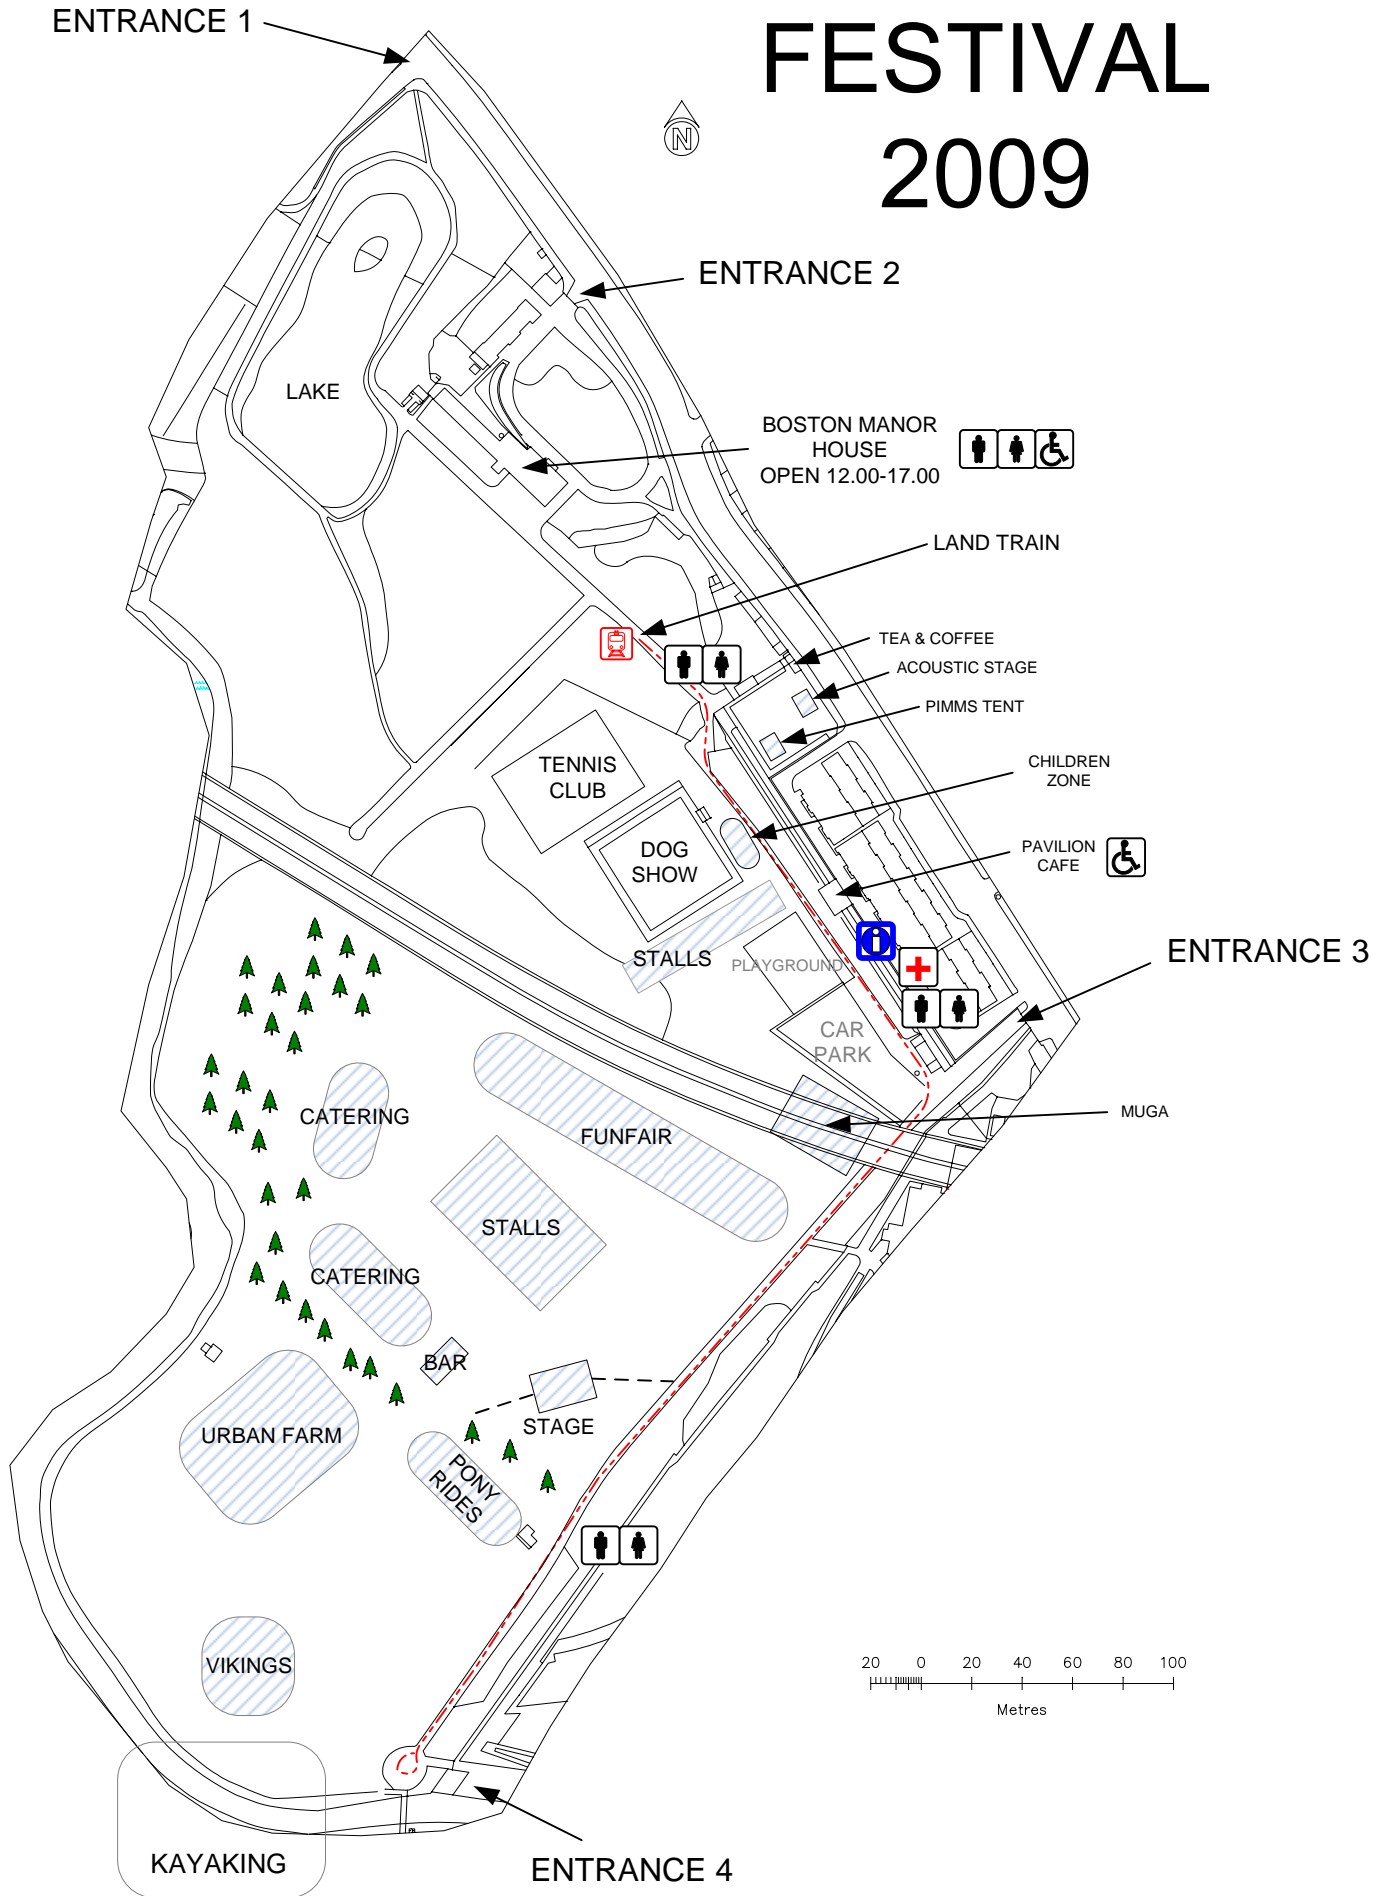 ENTRANCE 1
FESTIVAL
2009
N
ENTRANCE 2
LAKE
BOSTON MANOR
HOUSE
OPEN 12.00-17.00
LAND TRAIN
TEA & COFFEE
ACOUSTIC STAGE
PIMMS TENT
CHILDREN
ZONE
TENNIS
CLUB
DOG
SHOW
PAVILION
CAFE
STALLS
PLAYGROUND
ENTRANCE 3
CAR
PARK
CATERING
FUNFAIR
MUGA
STALLS
CATERING
BAR
STAGE
URBAN FARM
PONY
RIDES
VIKINGS
20 0 20 40 60 80 100
Metres
KAYAKING
ENTRANCE 4